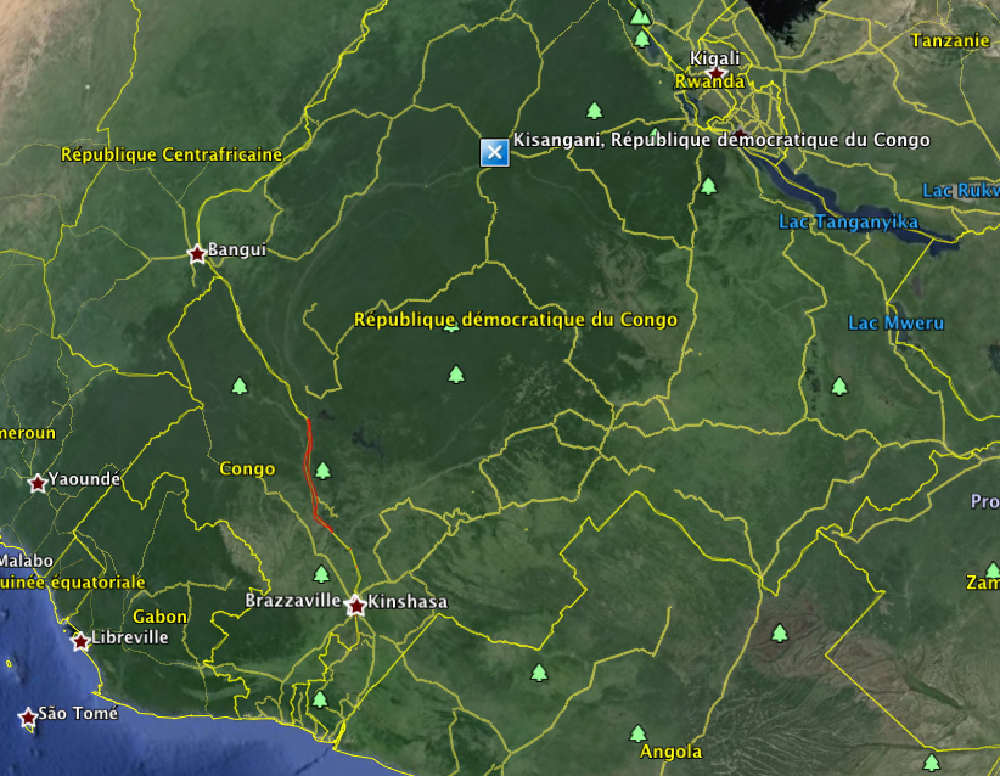 Tanzanie
Kigali
Rwanda
Kisangani, République démocratique du Congo
République Centrafricaine
Lac Rukw
Lac Tanganyika
Bangui
République démocratique du Congo
Lac Mweru
meroun
Congo
Yaoundé
Pro
Malabo
uinée équatoriale
Zam
Brazzaville
Kinshasa
Gabon
Libreville
São Tomé
Angola